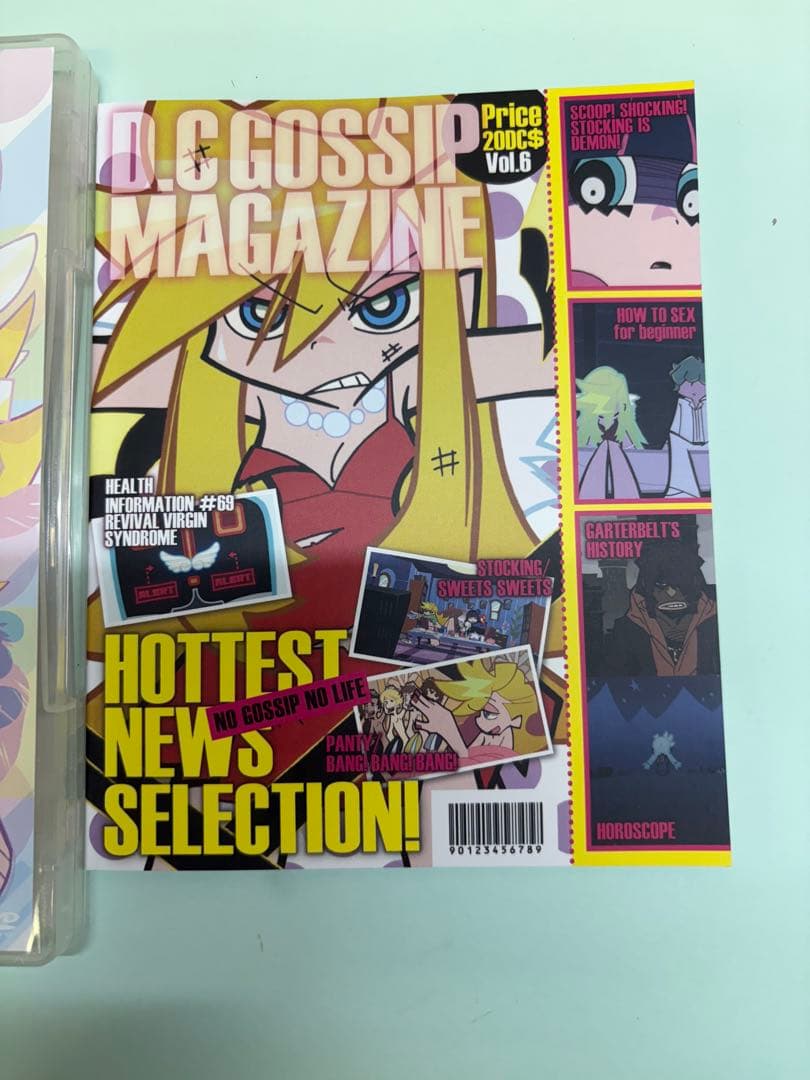 D.C GOSSIP
MAGAZINE
Price
20DC$
Vol.6
SCOOP! SHOCKING!
STOCKING IS
DEMON!
HOW TO SEX
for beginner
HEALTH
INFORMATION #69
REVIVAL VIRGIN
SYNDROME
ALERT
ALERT
STOCKING/
SWEETS SWEETS
GARTERBELT'S
HISTORY
HOTTEST
NEWS
SELECTION!
NO GOSSIP NO LIFE
PANTY/
BANG! BANG! BANG!
90123456789
HOROSCOPE